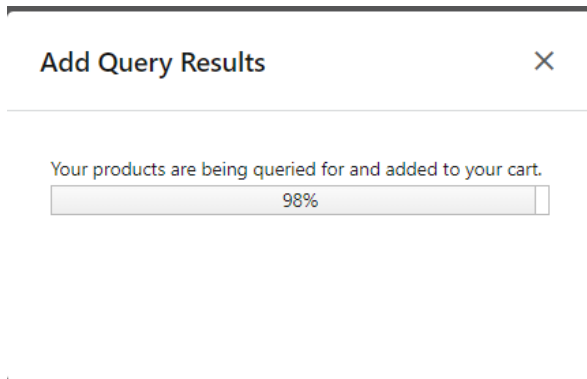 Add Query Results
Your products are being queried for and added to your cart.
98%